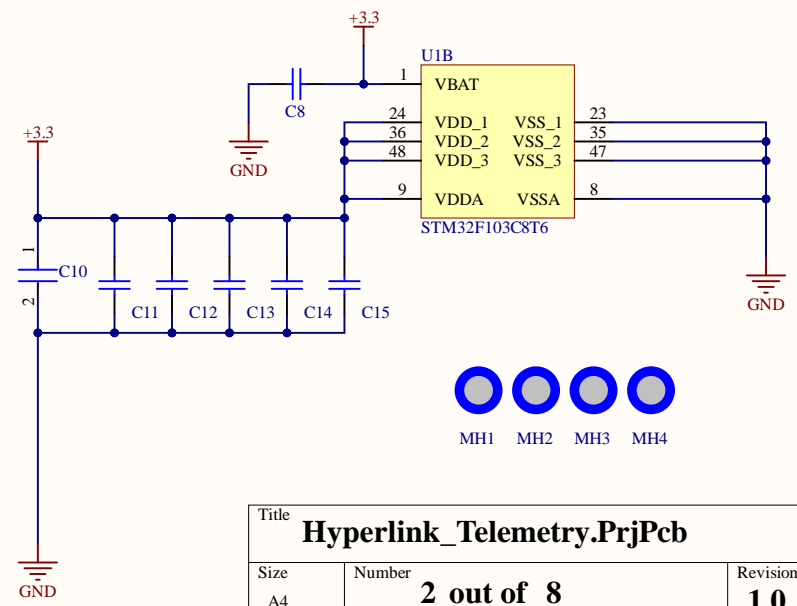 +3.3
U1B
1 VBAT
C8
24 VDD_1 VSS_1 23
36 VDD_2 VSS_2 35
48 VDD_3 VSS_3 47
+3.3
GND
9 VDDA VSSA 8
STM32F103C8T6
1
C10
2
C11 C12 C13 C14 C15
GND
MH1 MH2 MH3 MH4
Title
Hyperlink_Telemetry.PrjPcb
Size Number Revision
A4 2 out of 8 1.0
GND